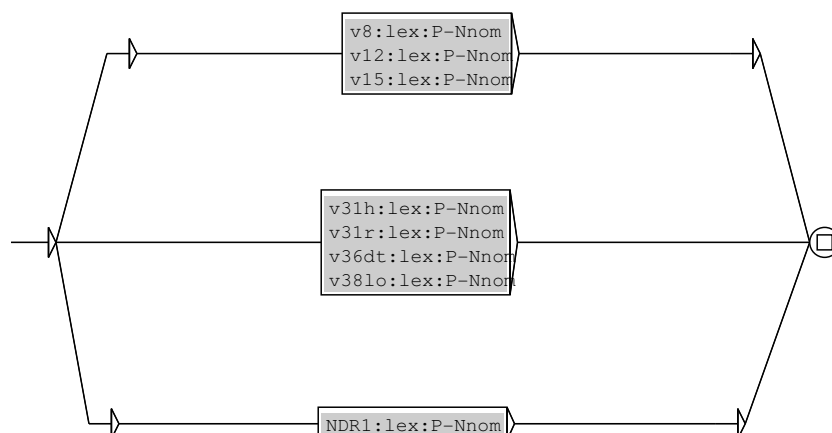 v8:lex:P-Nnom
v12:lex:P-Nnom
v15:lex:P-Nnom
v31h:lex:P-Nnom
v31r:lex:P-Nnom
v36dt:lex:P-Nnom
v38lo:lex:P-Nnom
NDR1:lex:P-Nnom